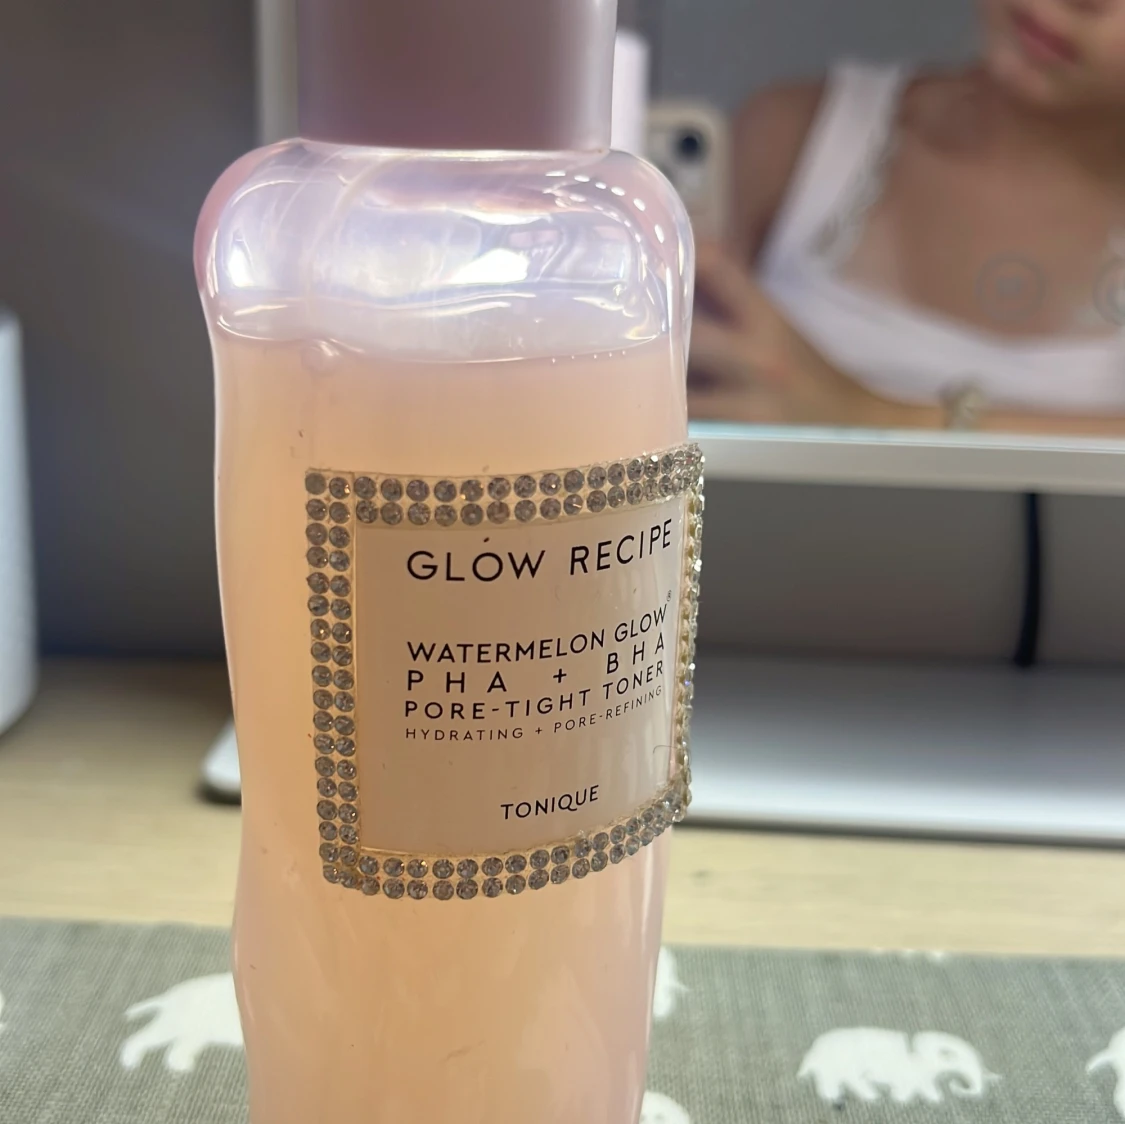 GLOW RECIPE
WATERMELON GLOW®
PHA + BHA
PORE-TIGHT TONER
HYDRATING + PORE-REFINING
TONIQUE